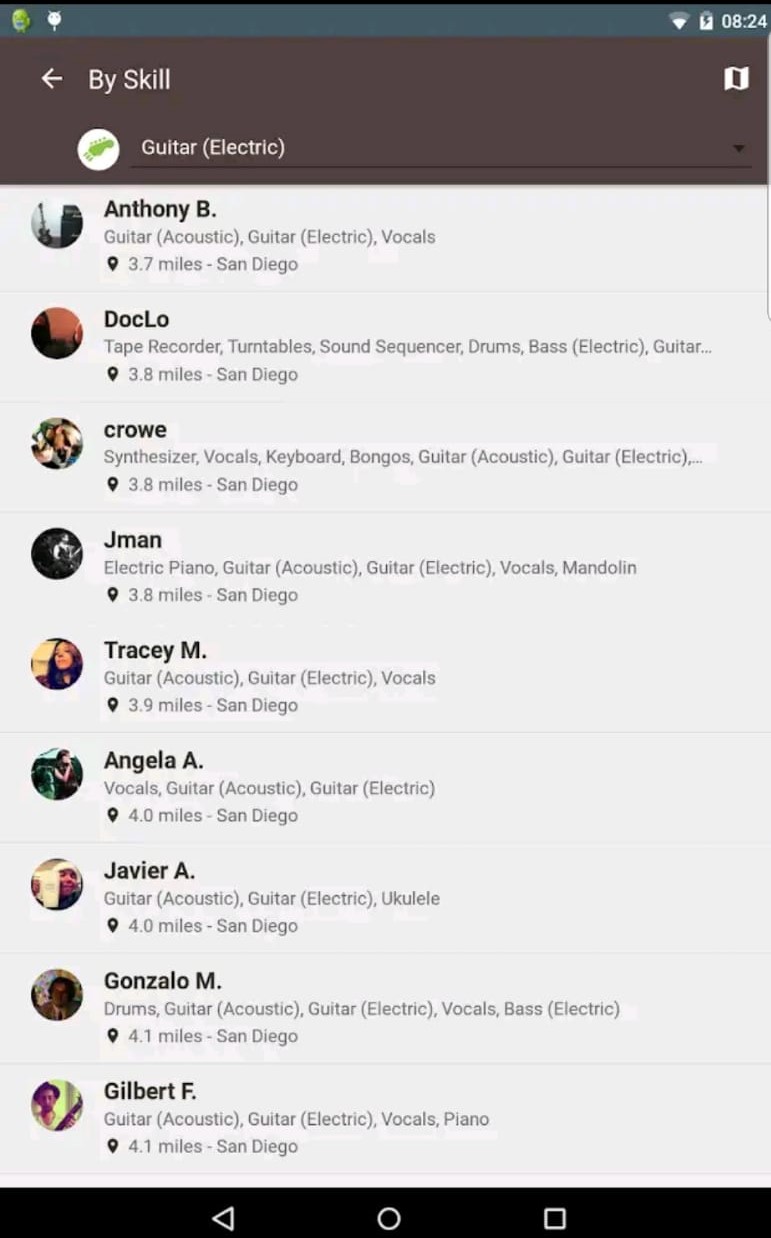 08:24
By Skill
Guitar (Electric)
Anthony B.
Guitar (Acoustic), Guitar (Electric), Vocals
3.7 miles - San Diego
DocLo
Tape Recorder, Turntables, Sound Sequencer, Drums, Bass (Electric), Guitar...
3.8 miles - San Diego
crowe
Synthesizer, Vocals, Keyboard, Bongos, Guitar (Acoustic), Guitar (Electric),...
3.8 miles - San Diego
Jman
Electric Piano, Guitar (Acoustic), Guitar (Electric), Vocals, Mandolin
3.8 miles - San Diego
Tracey M.
Guitar (Acoustic), Guitar (Electric), Vocals
3.9 miles - San Diego
Angela A.
Vocals, Guitar (Acoustic), Guitar (Electric)
4.0 miles - San Diego
Javier A.
Guitar (Acoustic), Guitar (Electric), Ukulele
4.0 miles - San Diego
Gonzalo M.
Drums, Guitar (Acoustic), Guitar (Electric), Vocals, Bass (Electric)
4.1 miles - San Diego
Gilbert F.
Guitar (Acoustic), Guitar (Electric), Vocals, Piano
4.1 miles - San Diego